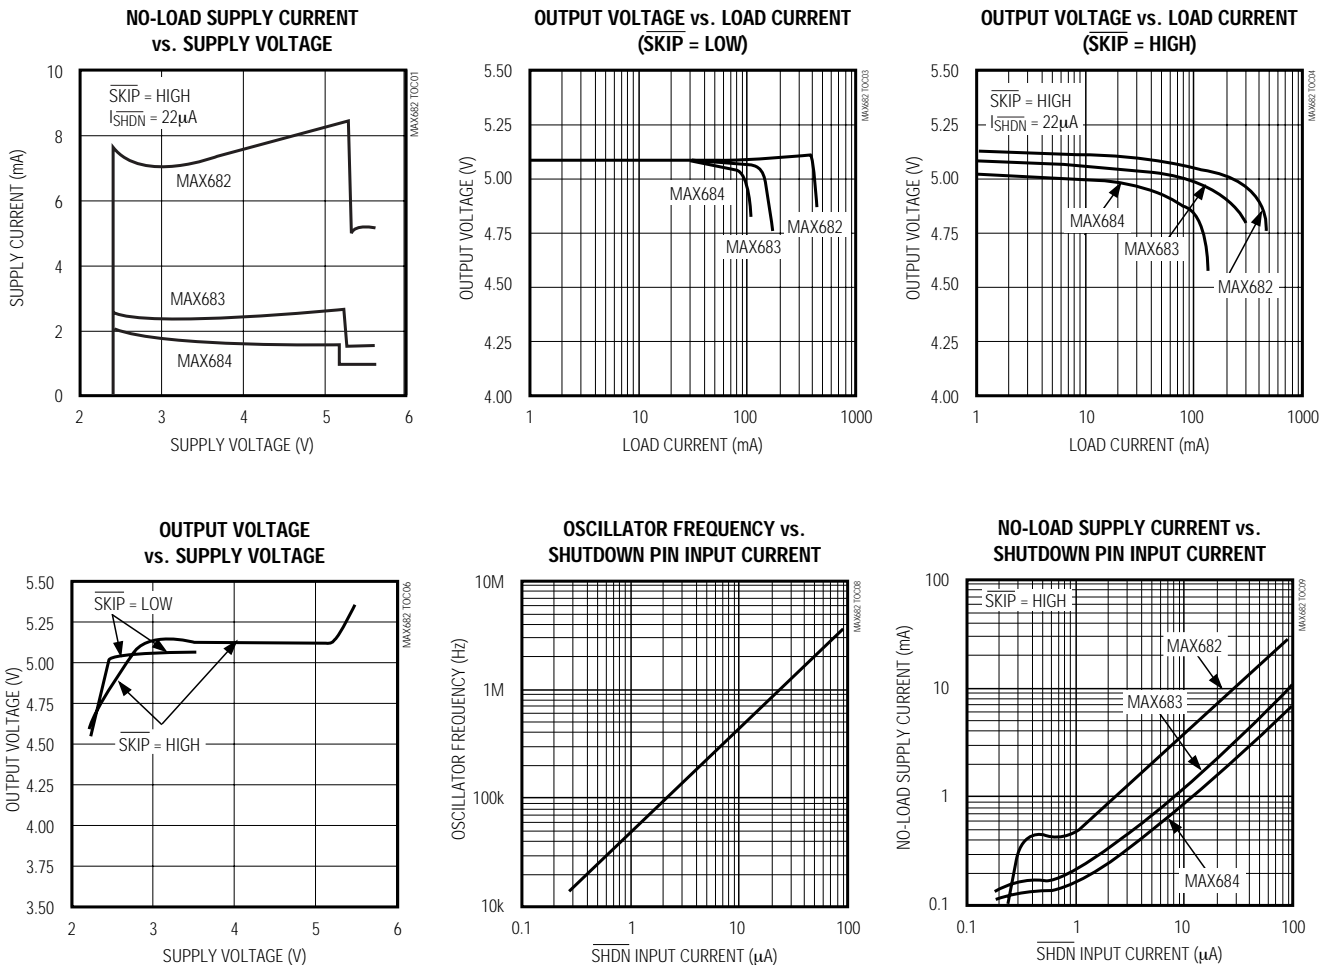 NO-LOAD SUPPLY CURRENT
vs. SUPPLY VOLTAGE
SUPPLY CURRENT (mA)
10
8
6
4
2
0
SKIP = HIGH
ISHDN = 22μA
MAX682
MAX683
MAX684
MAX682 TOC01
2
3
4
5
6
SUPPLY VOLTAGE (V)
OUTPUT VOLTAGE vs. LOAD CURRENT
(SKIP = LOW)
OUTPUT VOLTAGE (V)
5.50
5.25
5.00
4.75
4.50
4.25
4.00
MAX684
MAX683
MAX682
MAX682 TOC03
1
10
100
1000
LOAD CURRENT (mA)
OUTPUT VOLTAGE vs. LOAD CURRENT
(SKIP = HIGH)
OUTPUT VOLTAGE (V)
5.50
5.25
5.00
4.75
4.50
4.25
4.00
SKIP = HIGH
ISHDN = 22μA
MAX684
MAX683
MAX682
MAX682 TOC04
1
10
100
1000
LOAD CURRENT (mA)
OUTPUT VOLTAGE
vs. SUPPLY VOLTAGE
OUTPUT VOLTAGE (V)
5.50
5.25
5.00
4.75
4.50
4.25
4.00
3.75
3.50
SKIP = LOW
SKIP = HIGH
MAX682 TOC06
2
3
4
5
6
SUPPLY VOLTAGE (V)
OSCILLATOR FREQUENCY vs.
SHUTDOWN PIN INPUT CURRENT
OSCILLATOR FREQUENCY (Hz)
10M
1M
100k
10k
MAX682 TOC08
0.1
1
10
100
SHDN INPUT CURRENT (μA)
NO-LOAD SUPPLY CURRENT vs.
SHUTDOWN PIN INPUT CURRENT
NO-LOAD SUPPLY CURRENT (mA)
100
10
1
0.1
SKIP = HIGH
MAX682
MAX683
MAX684
MAX682 TOC09
0.1
1
10
100
SHDN INPUT CURRENT (μA)